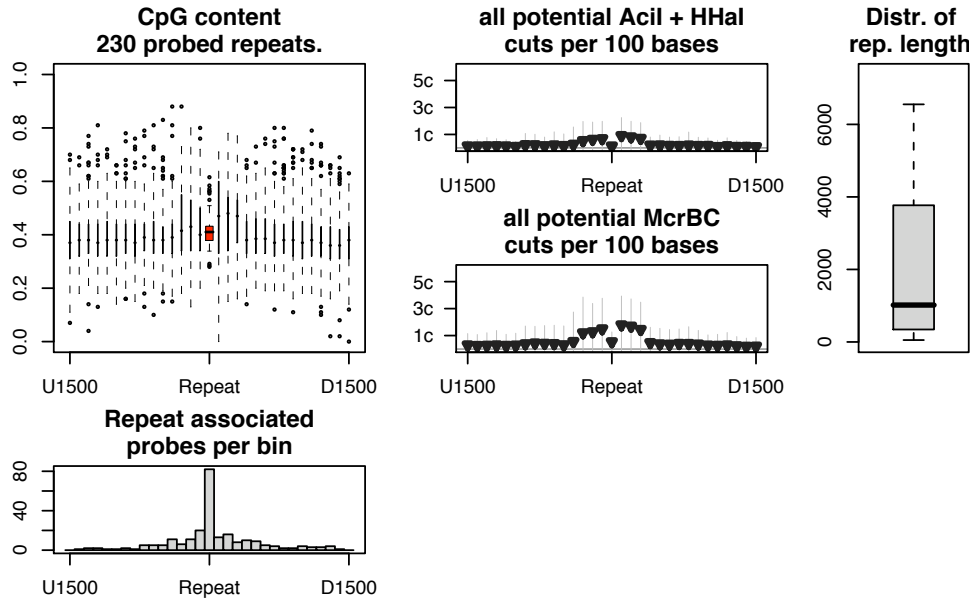 CpG content
230 probed repeats.
1.0
0.8
0.6
0.4
0.2
0.0
U1500
Repeat
D1500
all potential AciI + HHaI
cuts per 100 bases
5c
3c
1c
U1500
Repeat
D1500
all potential McrBC
cuts per 100 bases
5c
3c
1c
U1500
Repeat
D1500
Distr. of
rep. length
6000
4000
2000
0
Repeat associated
probes per bin
80
40
0
U1500
Repeat
D1500